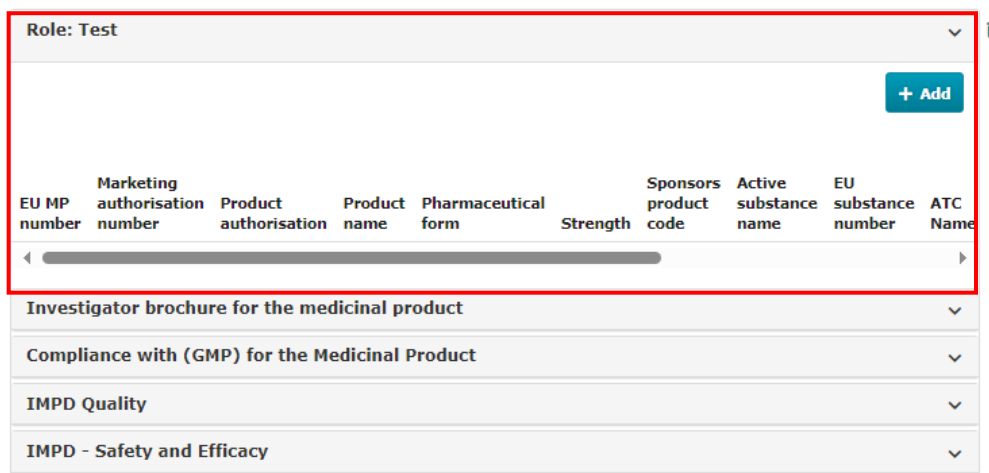 Role: Test
+ Add
Marketing Sponsors Active EU
EU MP authorisation Product Product Pharmaceutical product substance substance ATC
number number authorisation name form Strength code name number Name
Investigator brochure for the medicinal product
Compliance with (GMP) for the Medicinal Product
IMPD Quality
IMPD - Safety and Efficacy